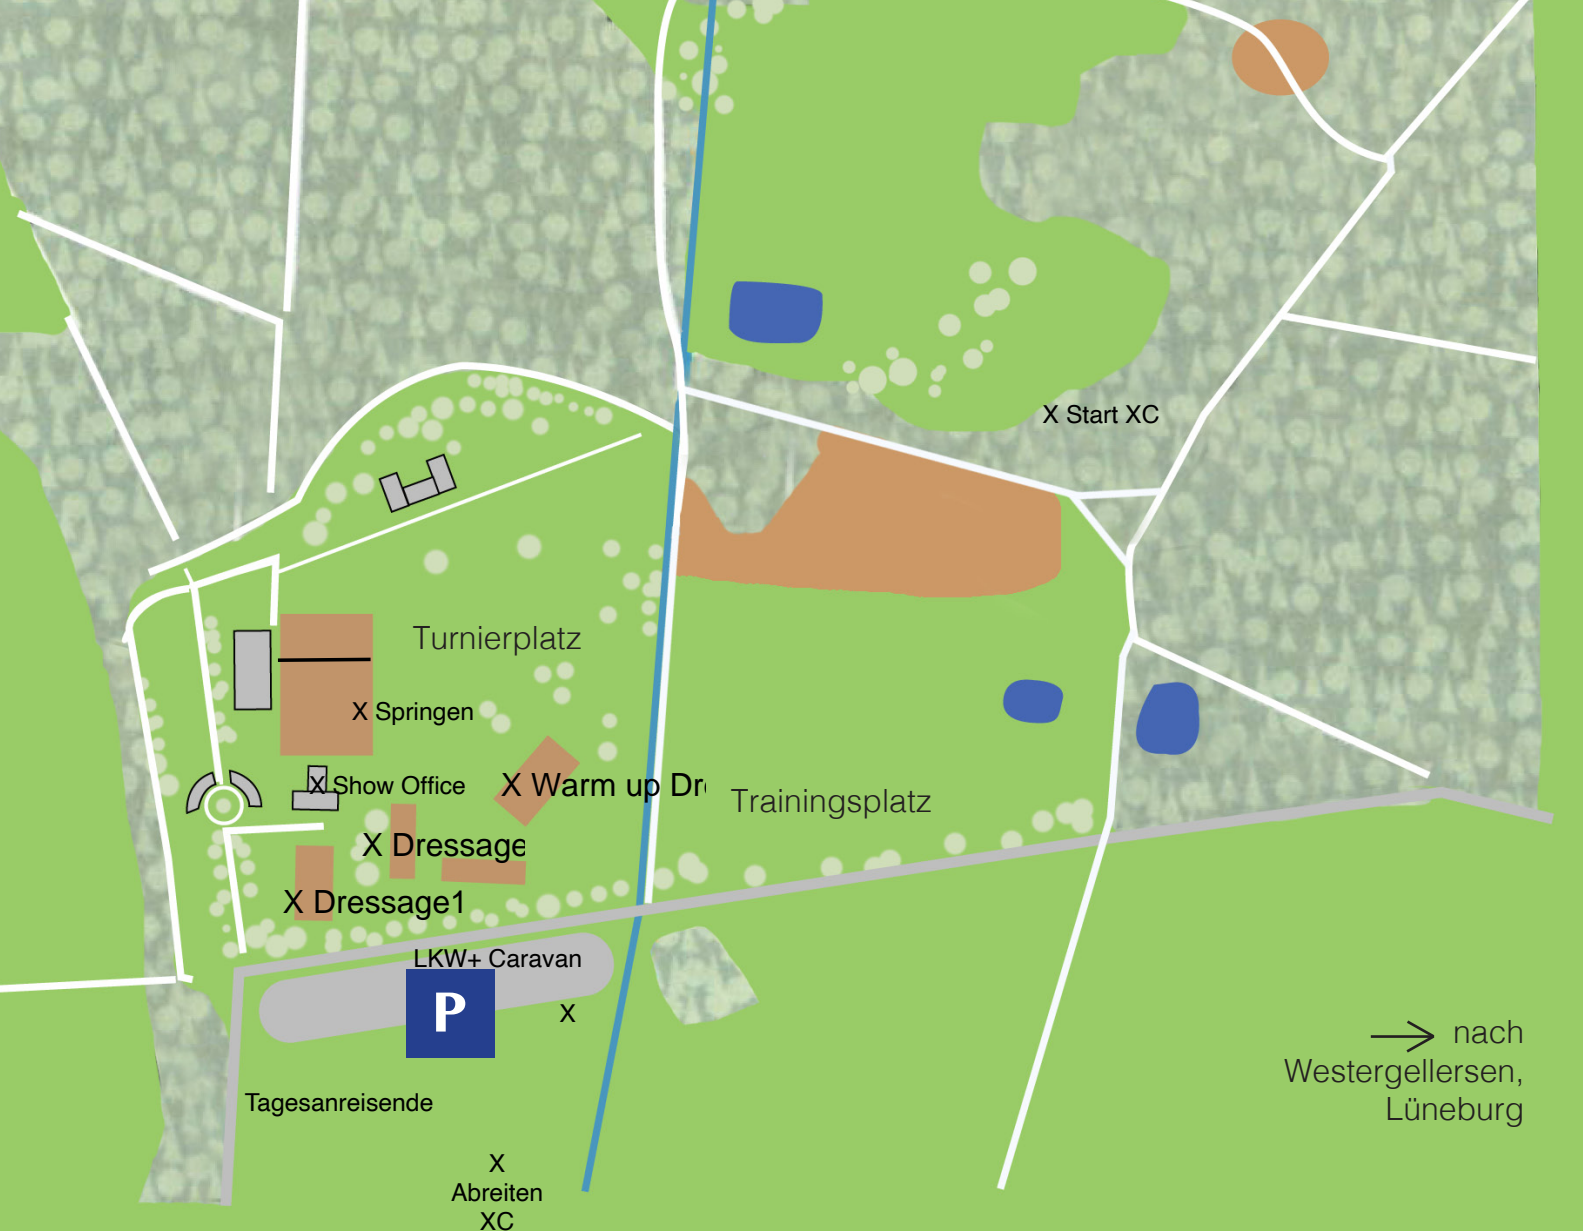 X Start XC
Turnierplatz
X Springen
X Show Office
X Warm up Dr
Trainingsplatz
X Dressage
X Dressage1
LKW+ Caravan
P
X
nach
Westergellersen,
Lüneburg
Tagesanreisende
X
Abreiten
XC